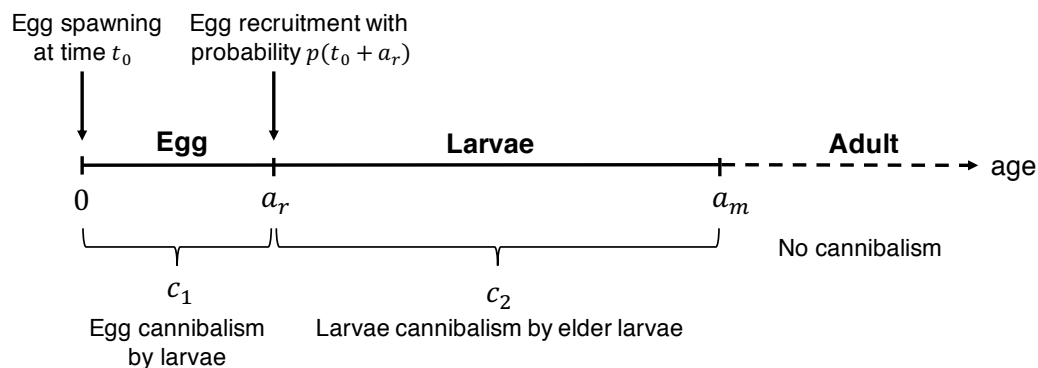 Egg spawning
at time t₀
Egg recruitment with
probability p(t₀ + aᵣ)
Egg
Larvae
Adult
age
0
aᵣ
aₘ
c₁
c₂
No cannibalism
Egg cannibalism
by larvae
Larvae cannibalism by elder larvae